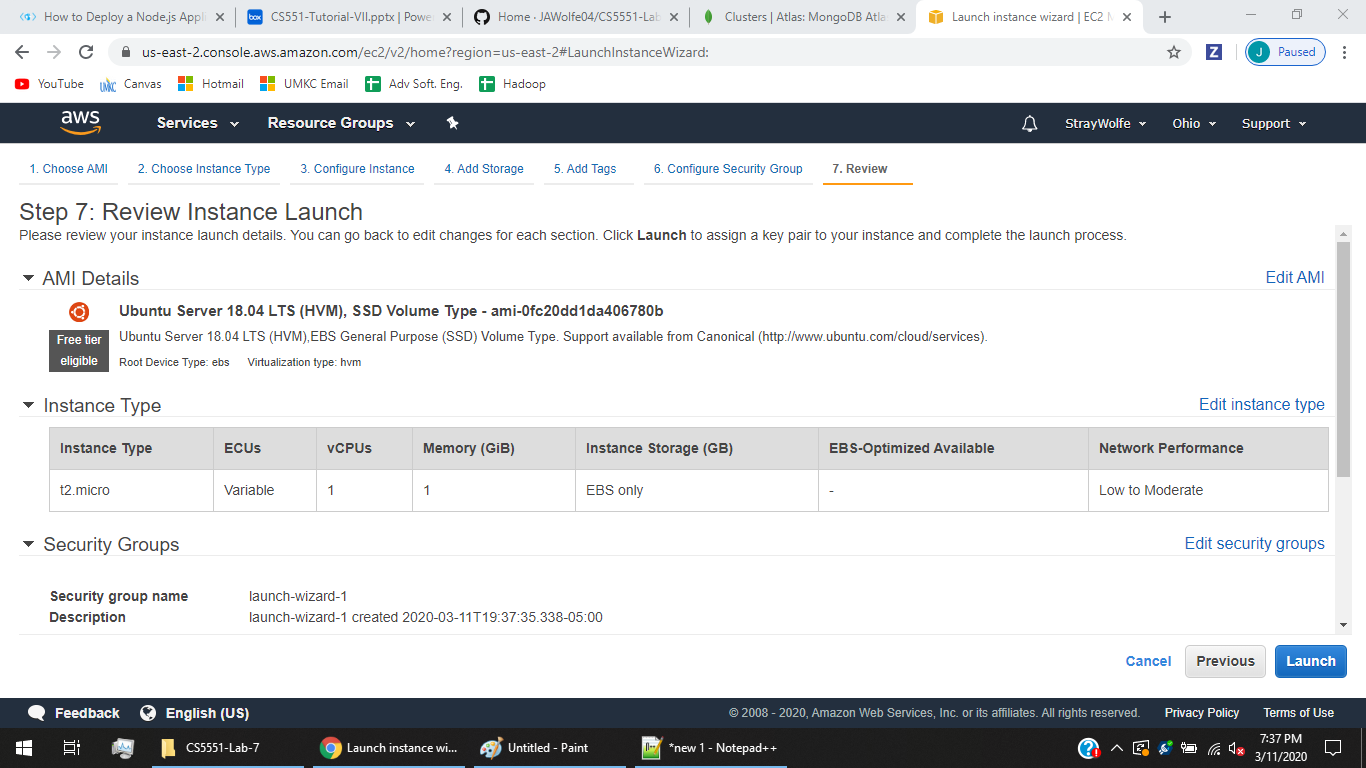 How to Deploy a Node.js Appli
CS551-Tutorial-VII.pptx | Powe
Home · JAWolfe04/CS5551-Lab
Clusters | Atlas: MongoDB Atla
Launch instance wizard | EC2 M
us-east-2.console.aws.amazon.com/ec2/v2/home?region=us-east-2#LaunchInstanceWizard:
Z
J Paused
YouTube
UMKC Canvas
Hotmail
UMKC Email
Adv Soft. Eng.
Hadoop
aws
Services
Resource Groups
StrayWolfe
Ohio
Support
1. Choose AMI
2. Choose Instance Type
3. Configure Instance
4. Add Storage
5. Add Tags
6. Configure Security Group
7. Review
Step 7: Review Instance Launch
Please review your instance launch details. You can go back to edit changes for each section. Click Launch to assign a key pair to your instance and complete the launch process.
AMI Details
Edit AMI
Ubuntu Server 18.04 LTS (HVM), SSD Volume Type - ami-0fc20dd1da406780b
Free tier
eligible
Ubuntu Server 18.04 LTS (HVM),EBS General Purpose (SSD) Volume Type. Support available from Canonical (http://www.ubuntu.com/cloud/services).
Root Device Type: ebs Virtualization type: hvm
Instance Type
Edit instance type
Instance Type ECUs vCPUs Memory (GiB) Instance Storage (GB) EBS-Optimized Available Network Performance
t2.micro Variable 1 1 EBS only - Low to Moderate
Security Groups
Edit security groups
Security group name launch-wizard-1
Description launch-wizard-1 created 2020-03-11T19:37:35.338-05:00
Cancel
Previous
Launch
Feedback
English (US)
© 2008 - 2020, Amazon Web Services, Inc. or its affiliates. All rights reserved.
Privacy Policy
Terms of Use
CS5551-Lab-7
Launch instance wi...
Untitled - Paint
*new 1 - Notepad++
7:37 PM
3/11/2020